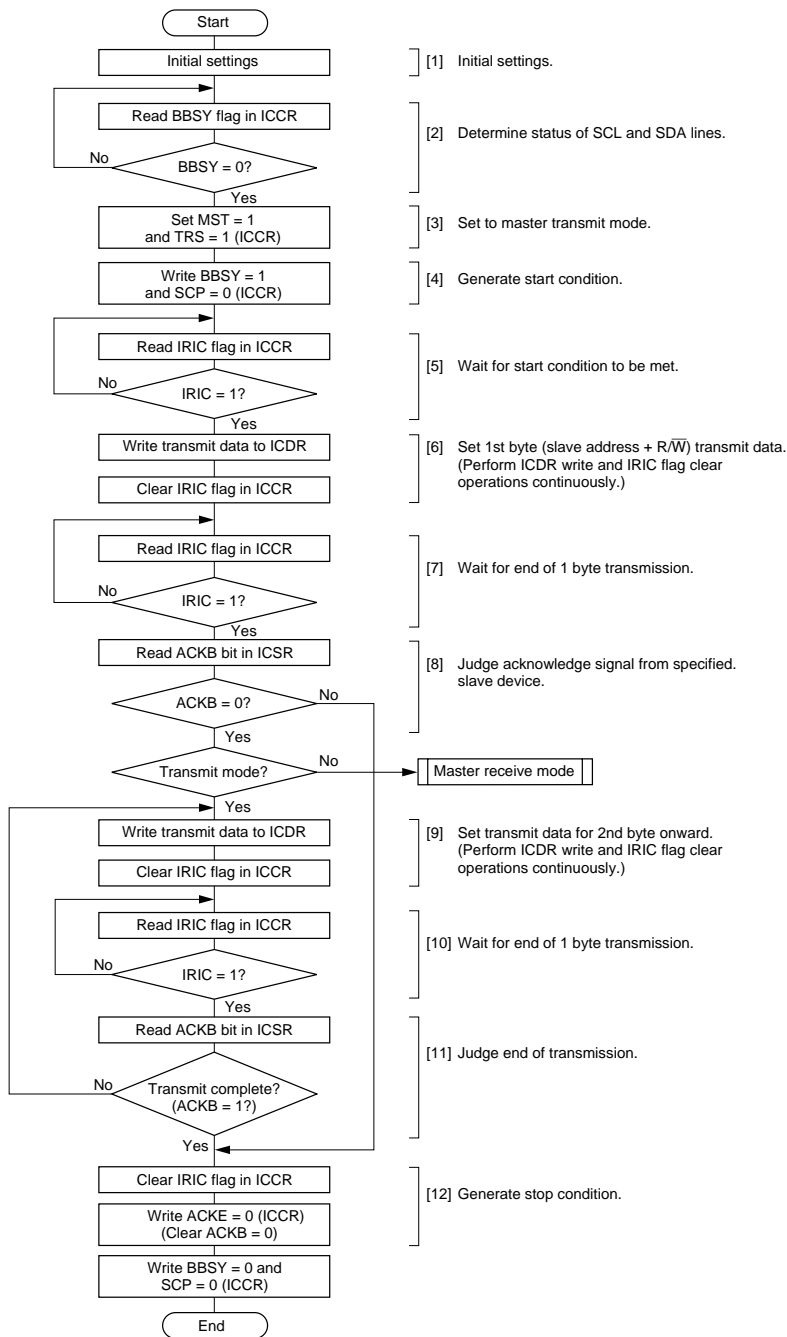 Start
Initial settings
[1] Initial settings.
Read BBSY flag in ICCR
[2] Determine status of SCL and SDA lines.
No
BBSY = 0?
Yes
Set MST = 1
and TRS = 1 (ICCR)
[3] Set to master transmit mode.
Write BBSY = 1
and SCP = 0 (ICCR)
[4] Generate start condition.
Read IRIC flag in ICCR
[5] Wait for start condition to be met.
No
IRIC = 1?
Yes
Write transmit data to ICDR
[6] Set 1st byte (slave address + R/W̅) transmit data.
(Perform ICDR write and IRIC flag clear
operations continuously.)
Clear IRIC flag in ICCR
Read IRIC flag in ICCR
[7] Wait for end of 1 byte transmission.
No
IRIC = 1?
Yes
Read ACKB bit in ICSR
[8] Judge acknowledge signal from specified.
slave device.
ACKB = 0?
No
Yes
Transmit mode?
No
Master receive mode
Yes
Write transmit data to ICDR
[9] Set transmit data for 2nd byte onward.
(Perform ICDR write and IRIC flag clear
operations continuously.)
Clear IRIC flag in ICCR
Read IRIC flag in ICCR
[10] Wait for end of 1 byte transmission.
No
IRIC = 1?
Yes
Read ACKB bit in ICSR
[11] Judge end of transmission.
No
Transmit complete?
(ACKB = 1?)
Yes
Clear IRIC flag in ICCR
[12] Generate stop condition.
Write ACKE = 0 (ICCR)
(Clear ACKB = 0)
Write BBSY = 0 and
SCP = 0 (ICCR)
End